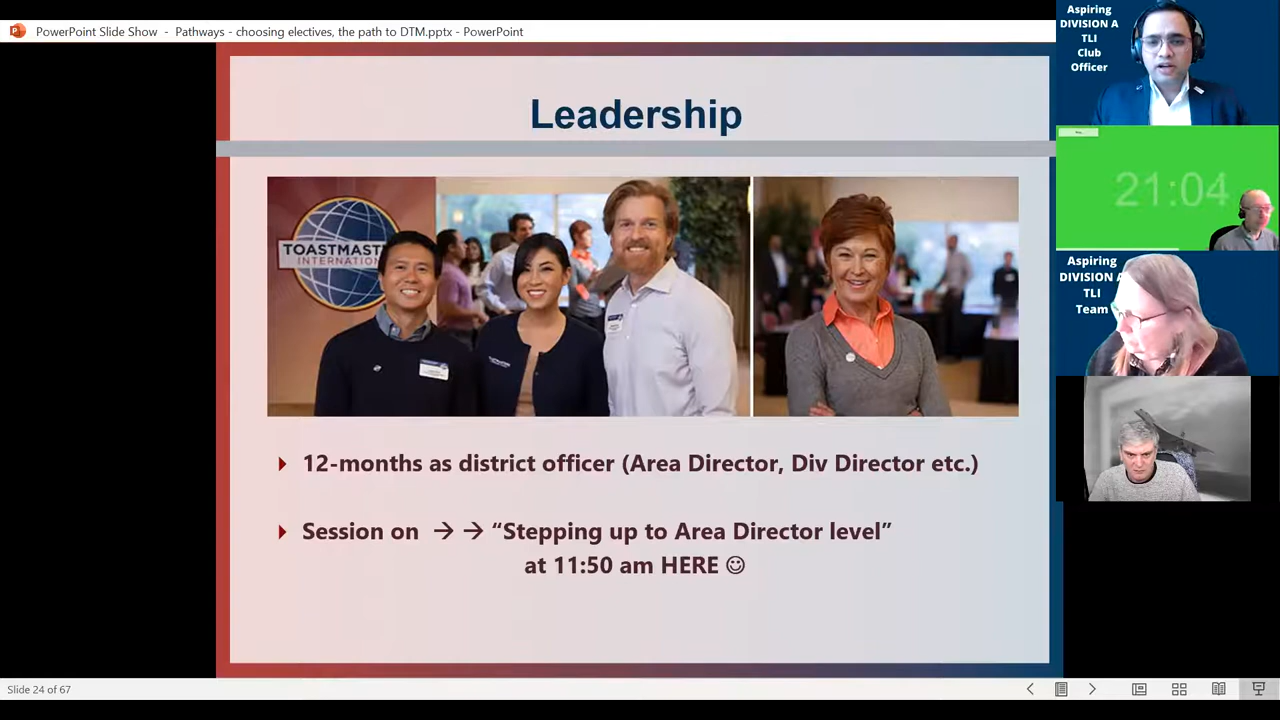 PowerPoint Slide Show - Pathways - choosing electives, the path to DTM.pptx - PowerPoint
Leadership
TOASTMAST
INTERNATION
12-months as district officer (Area Director, Div Director etc.)
Session on → → “Stepping up to Area Director level”
at 11:50 am HERE ☺
Slide 24 of 67
Aspiring
DIVISION A
TLI
Club
Officer
21:04
Aspiring
DIVISION A
TLI
Team